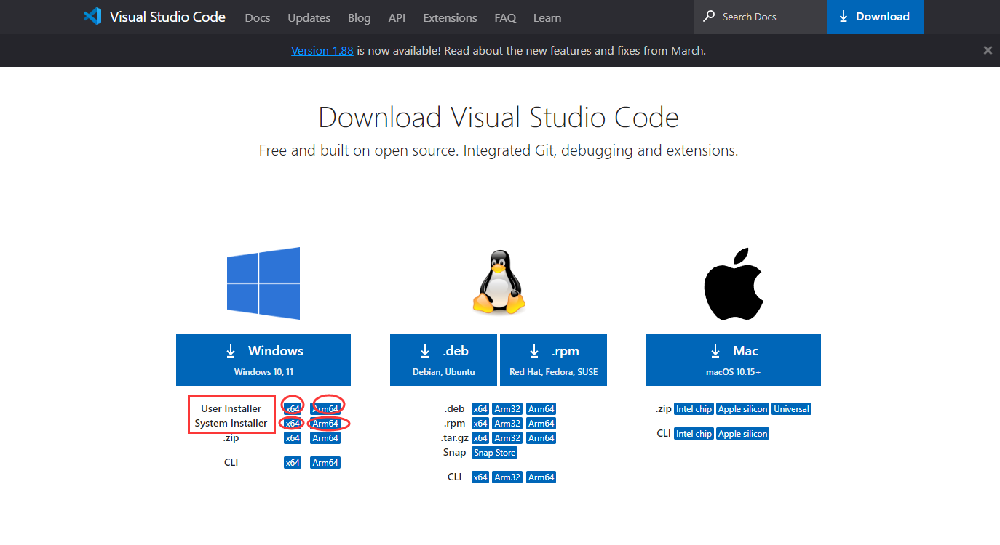 Visual Studio Code Docs Updates Blog API Extensions FAQ Learn Search Docs Download
Version 1.88 is now available! Read about the new features and fixes from March.
Download Visual Studio Code
Free and built on open source. Integrated Git, debugging and extensions.
Windows
Windows 10, 11
User Installer x64 Arm64
System Installer x64 Arm64
.zip x64 Arm64
CLI x64 Arm64
.deb
Debian, Ubuntu
.rpm
Red Hat, Fedora, SUSE
.deb x64 Arm32 Arm64
.rpm x64 Arm32 Arm64
.tar.gz x64 Arm32 Arm64
Snap Snap Store
CLI x64 Arm32 Arm64
Mac
macOS 10.15+
.zip Intel chip Apple silicon Universal
CLI Intel chip Apple silicon